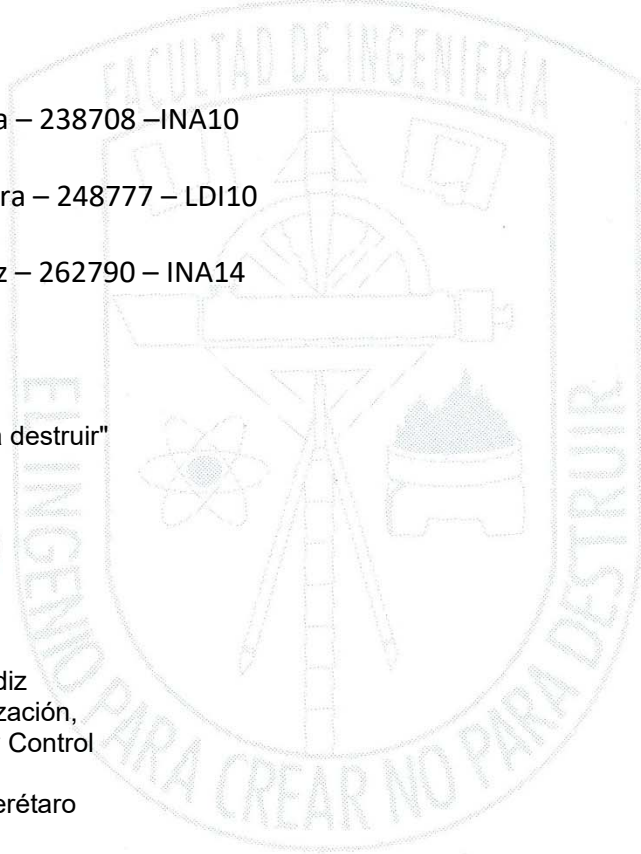 FACULTAD DE INGENIERÍA
a – 238708 –INA10
ra – 248777 – LDI10
z – 262790 – INA14
a destruir"
EL INGENIO PARA CREAR NO PARA DESTRUIR
diz
zación,
Control
erétaro